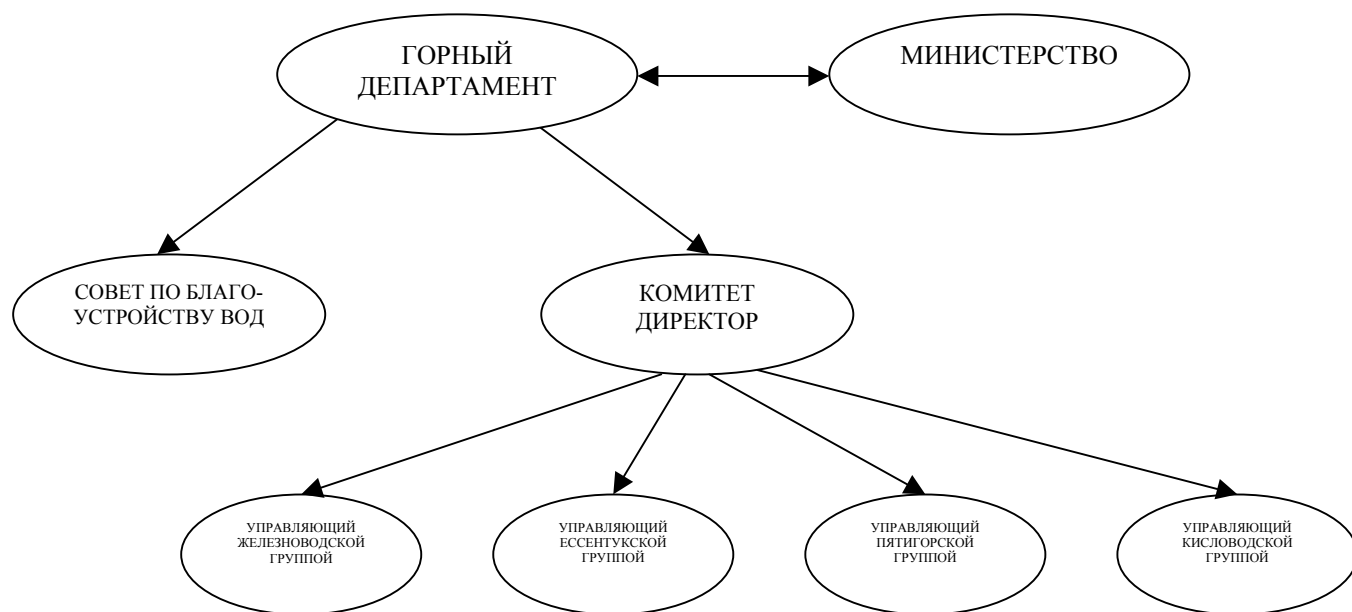 ГОРНЫЙ
ДЕПАРТАМЕНТ
МИНИСТЕРСТВО
СОВЕТ ПО БЛАГО-
УСТРОЙСТВУ ВОД
КОМИТЕТ
ДИРЕКТОР
УПРАВЛЯЮЩИЙ
ЖЕЛЕЗНОВОДСКОЙ
ГРУППОЙ
УПРАВЛЯЮЩИЙ
ЕССЕНТУКСКОЙ
ГРУППОЙ
УПРАВЛЯЮЩИЙ
ПЯТИГОРСКОЙ
ГРУППОЙ
УПРАВЛЯЮЩИЙ
КИСЛОВОДСКОЙ
ГРУППОЙ